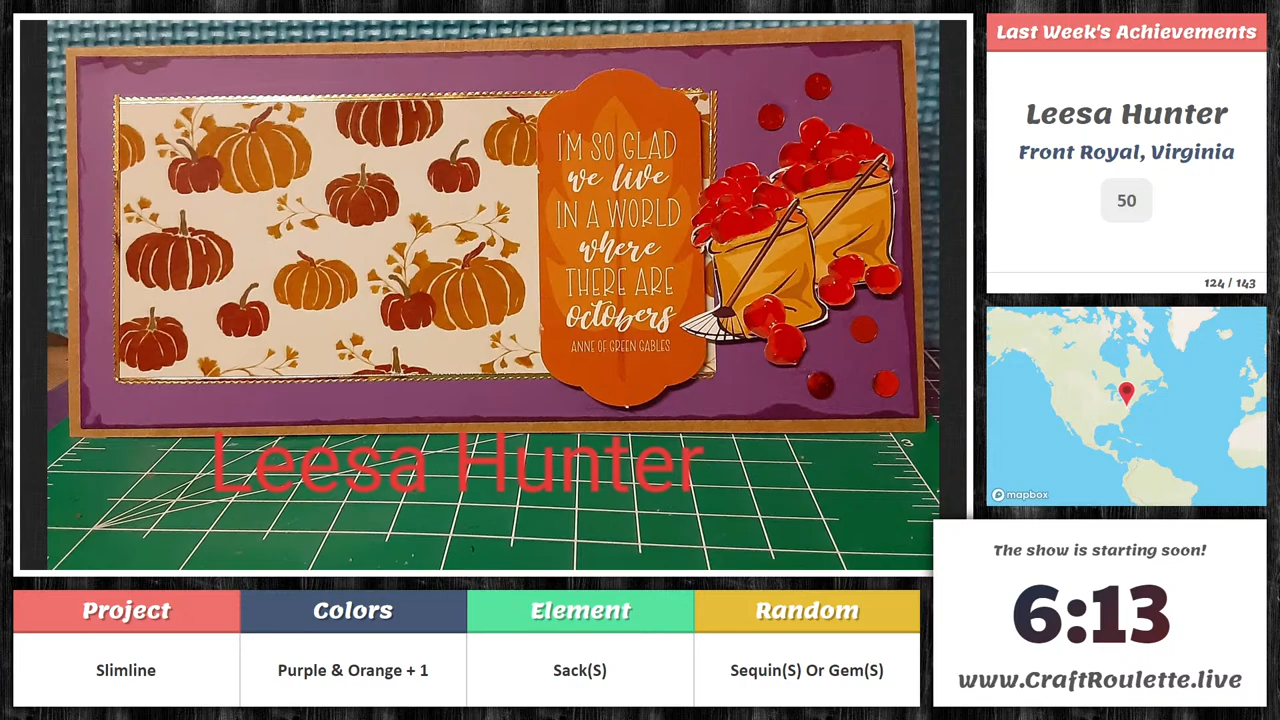 Last Week's Achievements
Leesa Hunter
Front Royal, Virginia
50
124 / 143
I'M SO GLAD
we live
IN A WORLD
where
THERE ARE
octobers
ANNE OF GREEN GABLES
3
Leesa Hunter
mapbox
The show is starting soon!
6:13
www.CraftRoulette.live
Project
Colors
Element
Random
Slimline
Purple & Orange + 1
Sack(S)
Sequin(S) Or Gem(S)